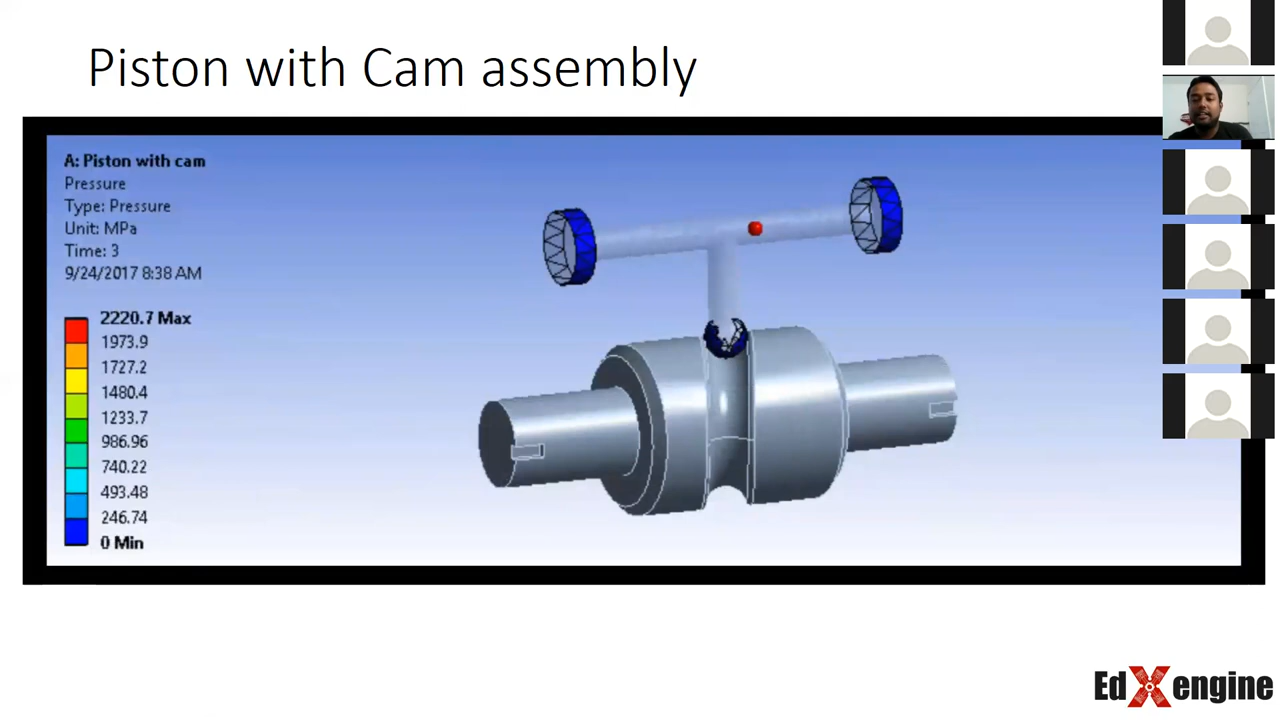 Piston with Cam assembly
A: Piston with cam
Pressure
Type: Pressure
Unit: MPa
Time: 3
9/24/2017 8:38 AM
2220.7 Max
1973.9
1727.2
1480.4
1233.7
986.96
740.22
493.48
246.74
0 Min
EdXengine